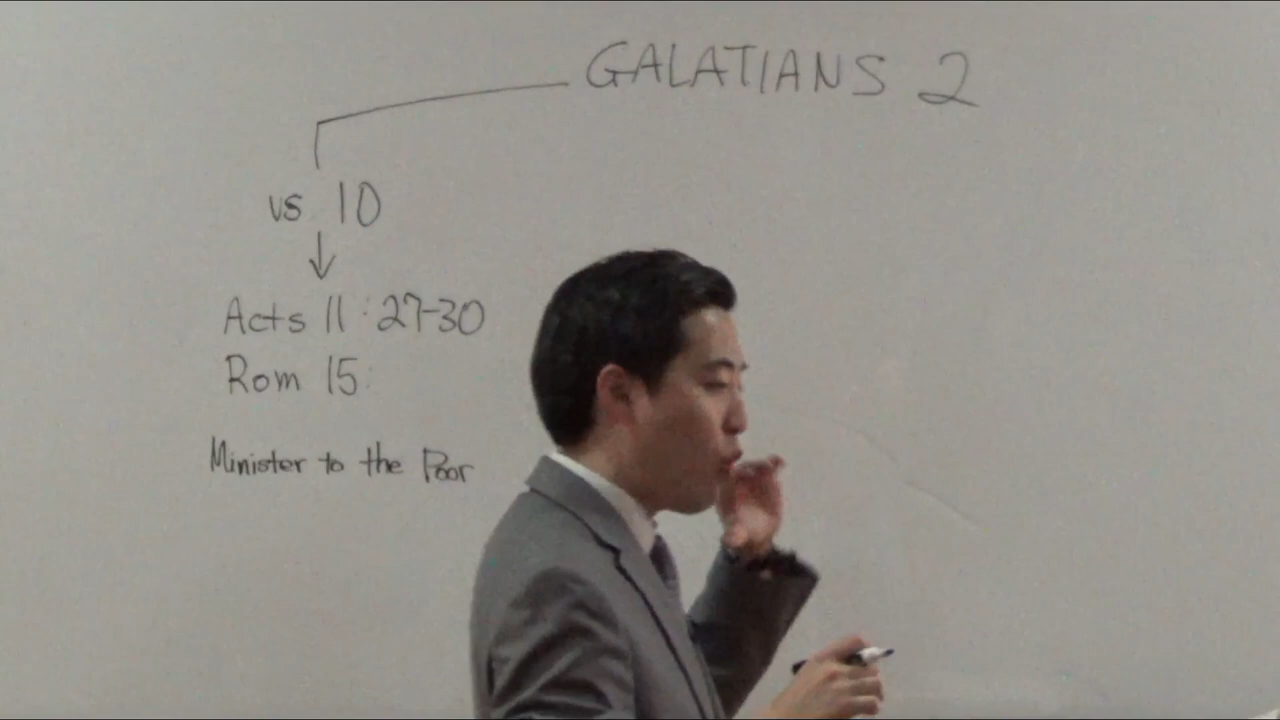 GALATIANS 2
vs 10
Acts 11:27-30
Rom 15:
Minister to the Poor